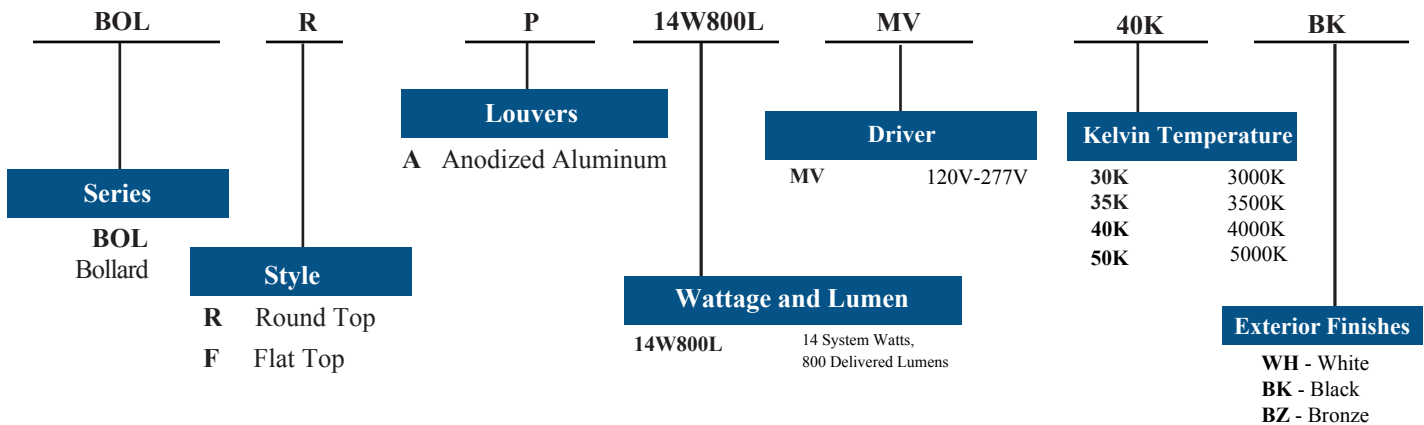 BOL R P 14W800L MV 40K BK
Series
BOL
Bollard
Style
R Round Top
F Flat Top
Louvers
A Anodized Aluminum
Wattage and Lumen
14W800L 14 System Watts,
800 Delivered Lumens
Driver
MV 120V-277V
Kelvin Temperature
30K 3000K
35K 3500K
40K 4000K
50K 5000K
Exterior Finishes
WH - White
BK - Black
BZ - Bronze